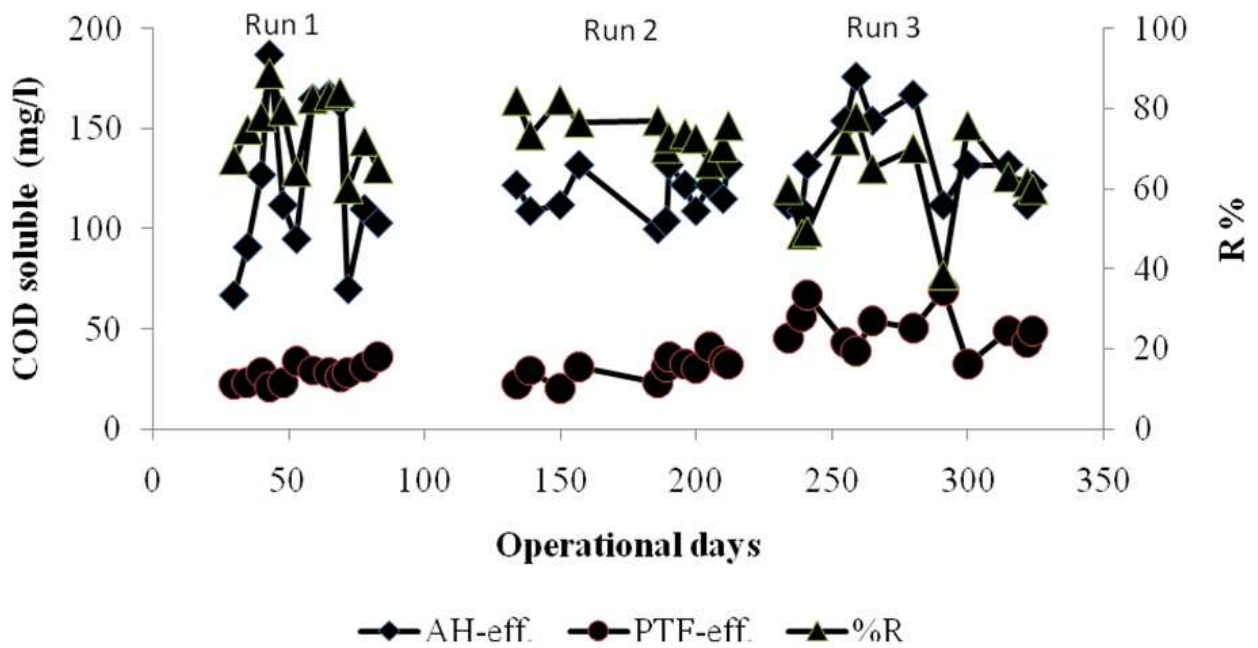 Run 1
Run 2
Run 3
COD soluble (mg/l)
200
150
100
50
0
100
80
60
40
20
0
R %
0 50 100 150 200 250 300 350
Operational days
AH-eff. PTF-eff. %R